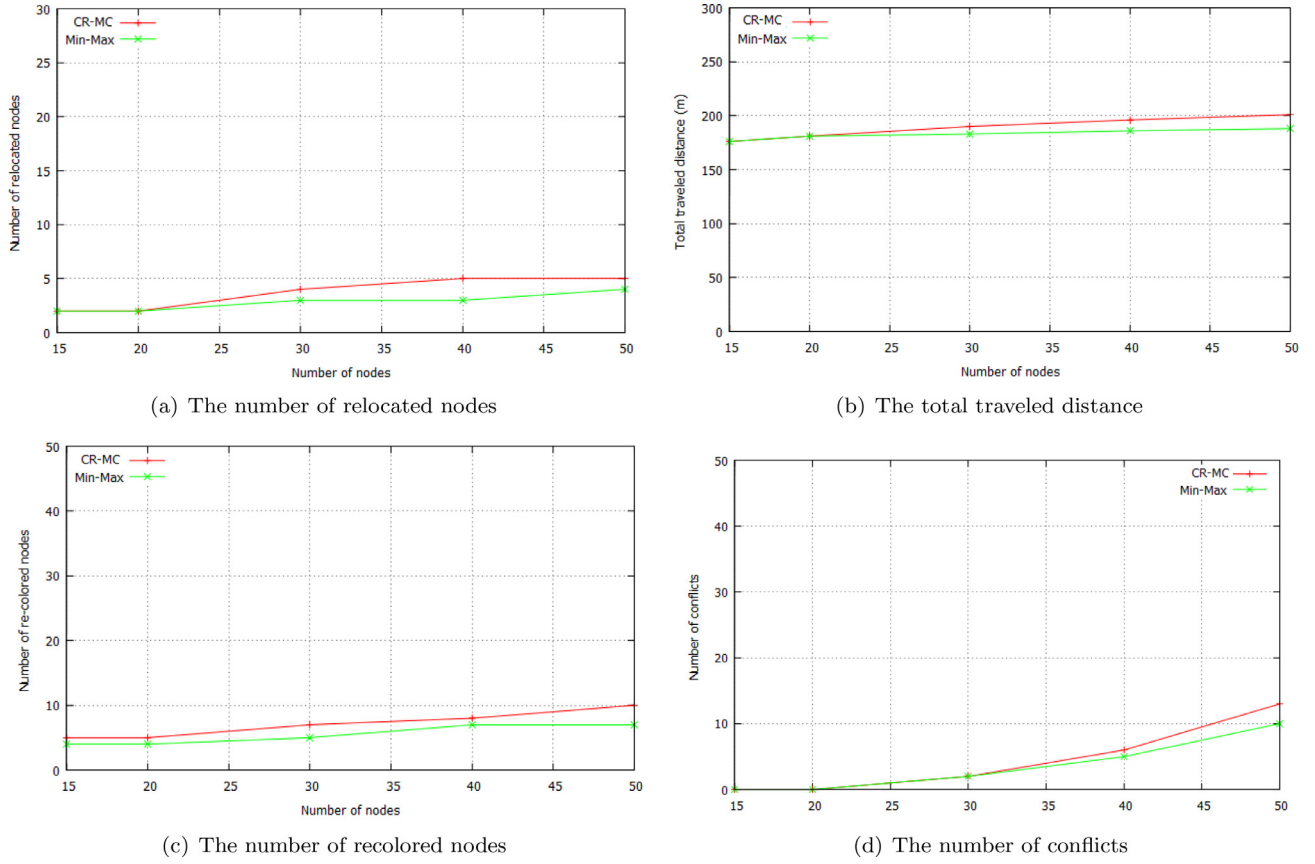 30
25
20
15
10
5
0
CR-MC
Min-Max
Number of relocated nodes
15 20 25 30 35 40 45 50
Number of nodes
(a) The number of relocated nodes
300
250
200
150
100
50
0
CR-MC
Min-Max
Total traveled distance (m)
15 20 25 30 35 40 45 50
Number of nodes
(b) The total traveled distance
50
40
30
20
10
0
CR-MC
Min-Max
Number of re-colored nodes
15 20 25 30 35 40 45 50
Number of nodes
(c) The number of recolored nodes
50
40
30
20
10
0
CR-MC
Min-Max
Number of conflicts
15 20 25 30 35 40 45 50
Number of nodes
(d) The number of conflicts